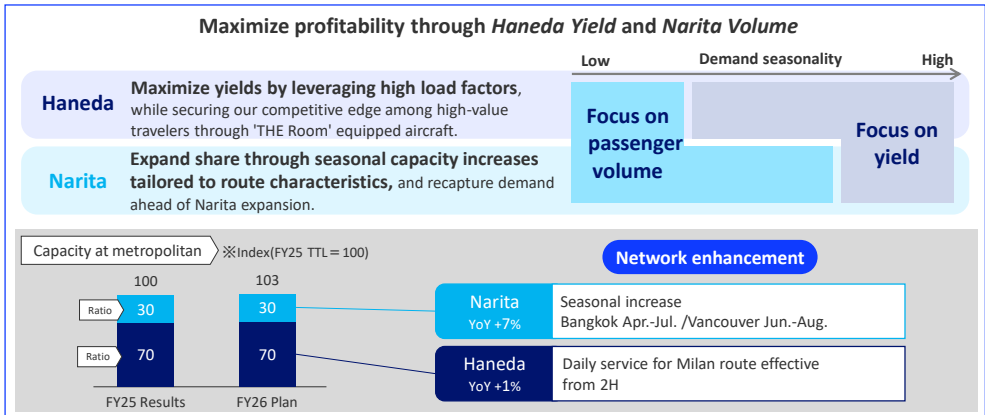 Maximize profitability through Haneda Yield and Narita Volume
Low Demand seasonality High
Haneda
Maximize yields by leveraging high load factors,
while securing our competitive edge among high-value
travelers through 'THE Room' equipped aircraft.
Narita
Expand share through seasonal capacity increases
tailored to route characteristics, and recapture demand
ahead of Narita expansion.
Focus on
passenger
volume
Focus on
yield
Capacity at metropolitan
※Index(FY25 TTL＝100)
100
103
Ratio
30
30
Ratio
70
70
FY25 Results
FY26 Plan
Network enhancement
Narita
YoY +7%
Seasonal increase
Bangkok Apr.-Jul. /Vancouver Jun.-Aug.
Haneda
YoY +1%
Daily service for Milan route effective
from 2H